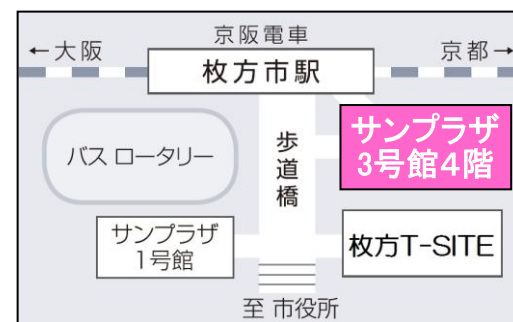 京阪電車
←大阪
京都→
枚方市駅
バス ロータリー
歩道橋
サンプラザ
3号館4階
サンプラザ
1号館
枚方T-SITE
至 市役所